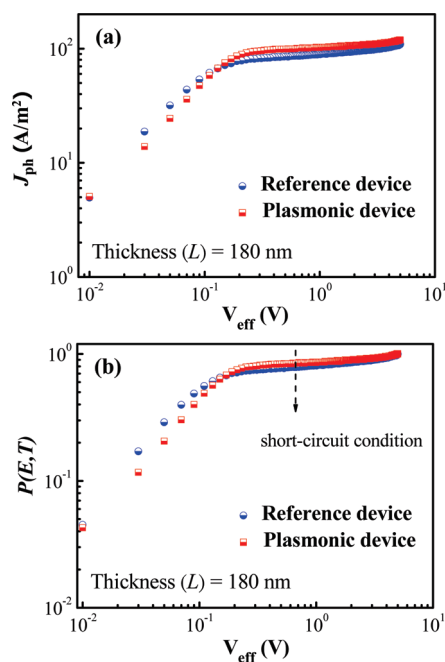 (a)
J_ph (A/m²)
10²
10¹
10⁰
Reference device
Plasmonic device
Thickness (L) = 180 nm
10⁻² 10⁻¹ 10⁰ 10¹
V_eff (V)
(b)
P(E,T)
10⁰
10⁻¹
10⁻²
short-circuit condition
Reference device
Plasmonic device
Thickness (L) = 180 nm
10⁻² 10⁻¹ 10⁰ 10¹
V_eff (V)